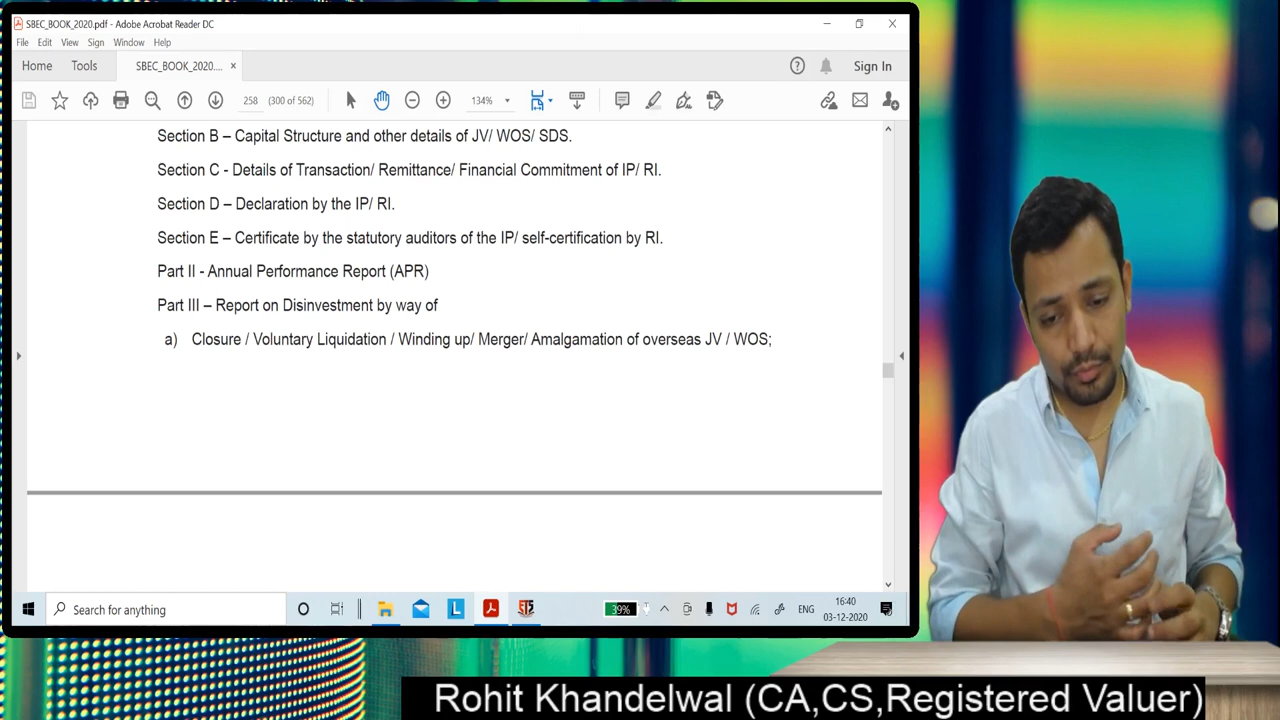 SBEC_BOOK_2020.pdf - Adobe Acrobat Reader DC
File Edit View Sign Window Help
Home Tools SBEC_BOOK_2020.... × Sign In
258 (300 of 562) 134%
Section B – Capital Structure and other details of JV/ WOS/ SDS.
Section C - Details of Transaction/ Remittance/ Financial Commitment of IP/ RI.
Section D – Declaration by the IP/ RI.
Section E – Certificate by the statutory auditors of the IP/ self-certification by RI.
Part II - Annual Performance Report (APR)
Part III – Report on Disinvestment by way of
a) Closure / Voluntary Liquidation / Winding up/ Merger/ Amalgamation of overseas JV / WOS;
Search for anything L 39% ENG 16:40
03-12-2020
Rohit Khandelwal (CA,CS,Registered Valuer)